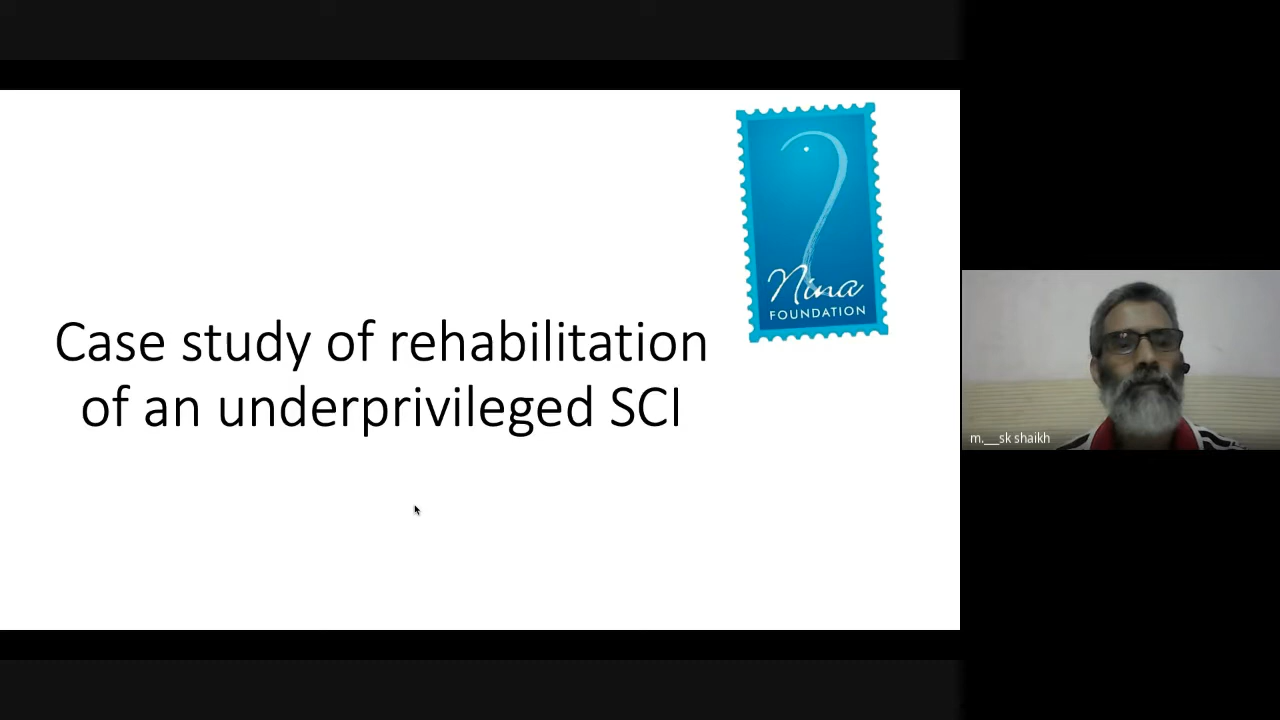 Nina
FOUNDATION
Case study of rehabilitation
of an underprivileged SCI
m.__sk shaikh